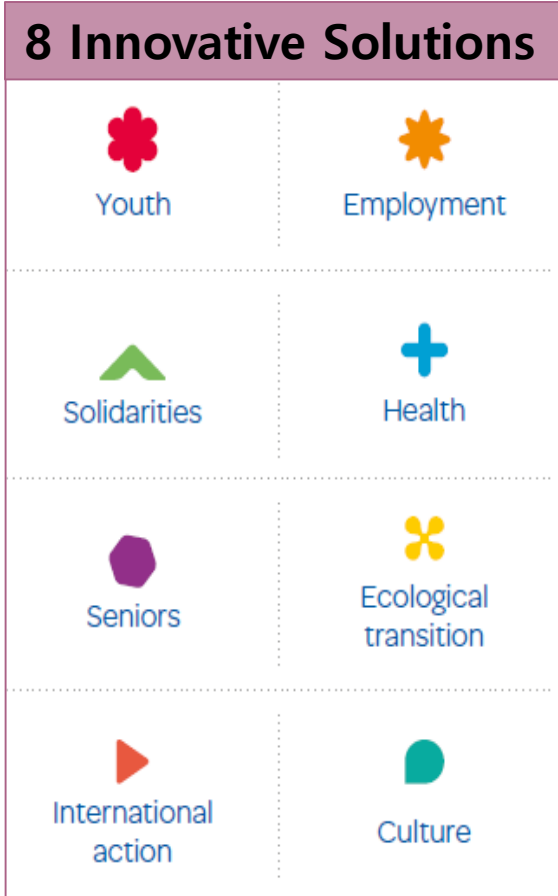 8 Innovative Solutions
Youth
Employment
Solidarities
Health
Seniors
Ecological
transition
International
action
Culture